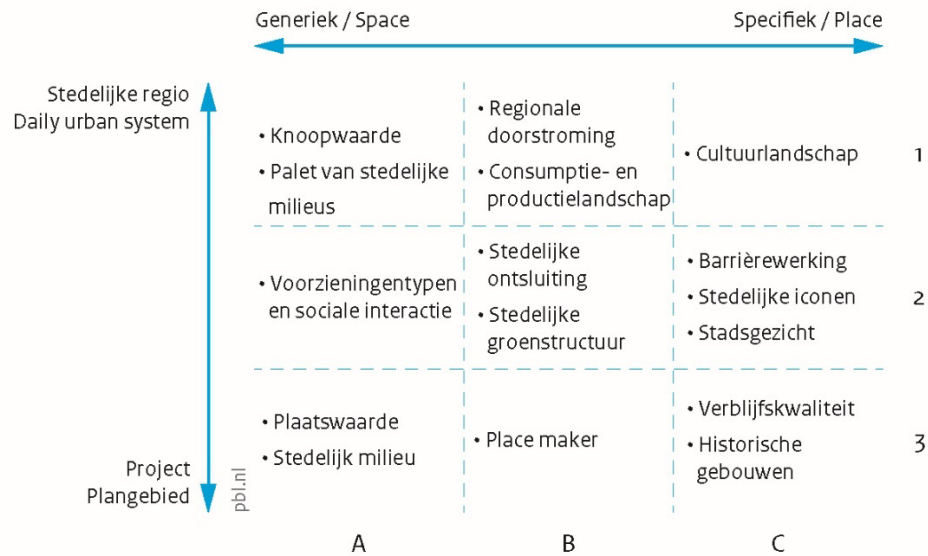 Generiek / Space
Specifiek / Place
Stedelijke regio
Daily urban system
• Knoopwaarde
• Palet van stedelijke
milieus
• Regionale
doorstroming
• Consumptie- en
productielandschap
• Cultuurlandschap
1
• Voorzieningentypen
en sociale interactie
• Stedelijke
ontsluiting
• Stedelijke
groenstructuur
• Barrièrewerking
• Stedelijke iconen
• Stadsgezicht
2
• Plaatswaarde
• Stedelijk milieu
• Place maker
• Verblijfskwaliteit
• Historische
gebouwen
3
Project
Plangebied
pbl.nl
A
B
C